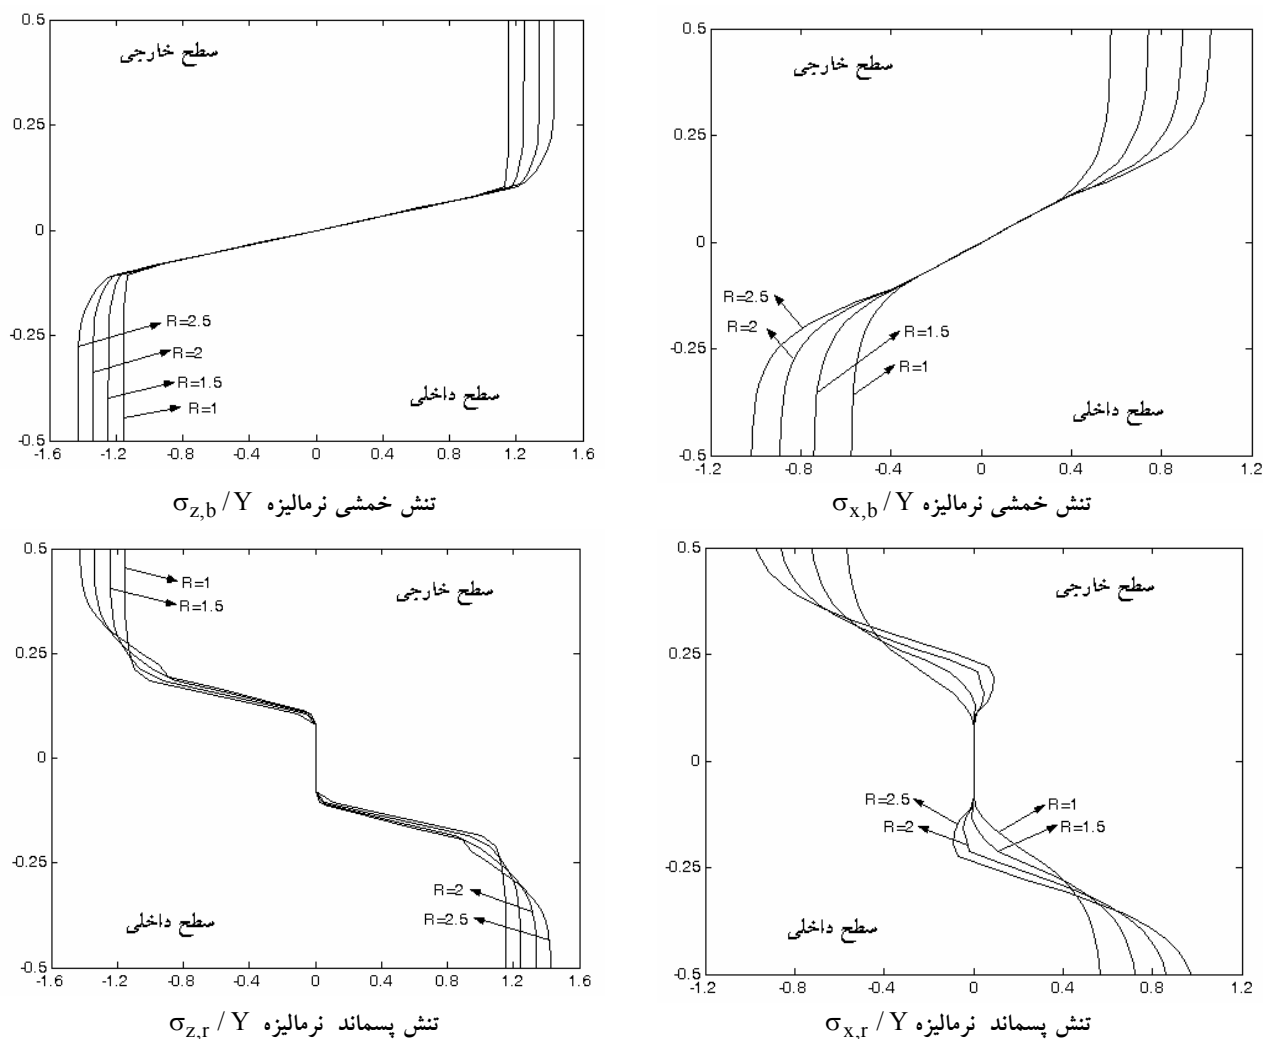 0.5
0.25
0
-0.25
-0.5
-1.6 -1.2 -0.8 -0.4 0 0.4 0.8 1.2 1.6
سطح خارجی
R=2.5
R=2
R=1.5
R=1
سطح داخلی
تنش خمشی نرمالیزه σz,b / Y
0.5
0.25
0
-0.25
-0.5
-1.2 -0.8 -0.4 0 0.4 0.8 1.2
سطح خارجی
R=2.5
R=2
R=1.5
R=1
سطح داخلی
تنش خمشی نرمالیزه σx,b / Y
0.5
0.25
0
-0.25
-0.5
-1.6 -1.2 -0.8 -0.4 0 0.4 0.8 1.2 1.6
R=1
R=1.5
سطح خارجی
R=2
R=2.5
سطح داخلی
تنش پسماند نرمالیزه σz,r / Y
0.5
0.25
0
-0.25
-0.5
-1.2 -0.8 -0.4 0 0.4 0.8 1.2
سطح خارجی
R=2.5
R=2
R=1
R=1.5
سطح داخلی
تنش پسماند نرمالیزه σx,r / Y